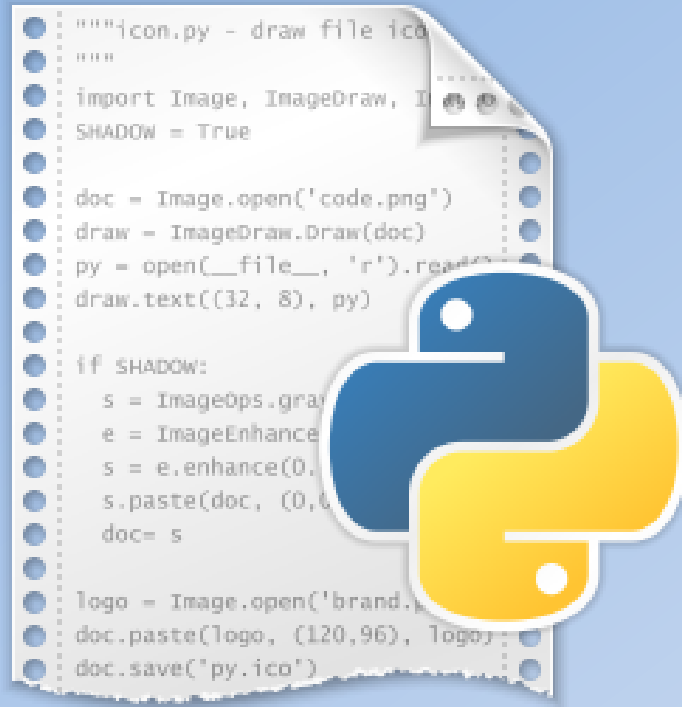 """icon.py - draw file ico
"""
import Image, ImageDraw, I
SHADOW = True
doc = Image.open('code.png')
draw = ImageDraw.Draw(doc)
py = open(__file__, 'r').read()
draw.text((32, 8), py)
if SHADOW:
s = ImageOps.gra
e = ImageEnhance
s = e.enhance(0.
s.paste(doc, (0,0
doc= s
logo = Image.open('brand.p
doc.paste(logo, (120,96), logo)
doc.save('py.ico')